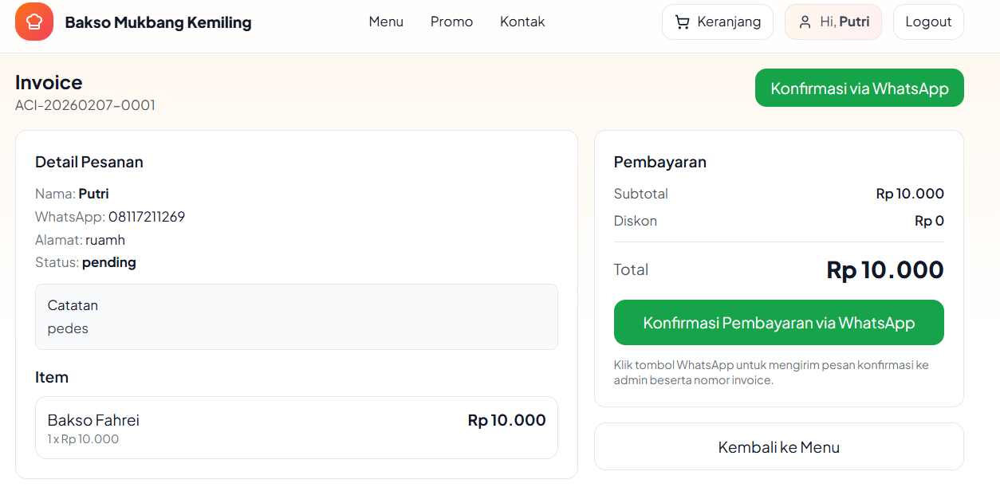 Bakso Mukbang Kemiling
Menu
Promo
Kontak
Keranjang
Hi, Putri
Logout
Invoice
ACI-20260207-0001
Konfirmasi via WhatsApp
Detail Pesanan
Nama: Putri
WhatsApp: 08117211269
Alamat: ruamh
Status: pending
Catatan
pedes
Item
Bakso Fahrei
Rp 10.000
1 x Rp 10.000
Pembayaran
Subtotal
Rp 10.000
Diskon
Rp 0
Total
Rp 10.000
Konfirmasi Pembayaran via WhatsApp
Klik tombol WhatsApp untuk mengirim pesan konfirmasi ke
admin beserta nomor invoice.
Kembali ke Menu